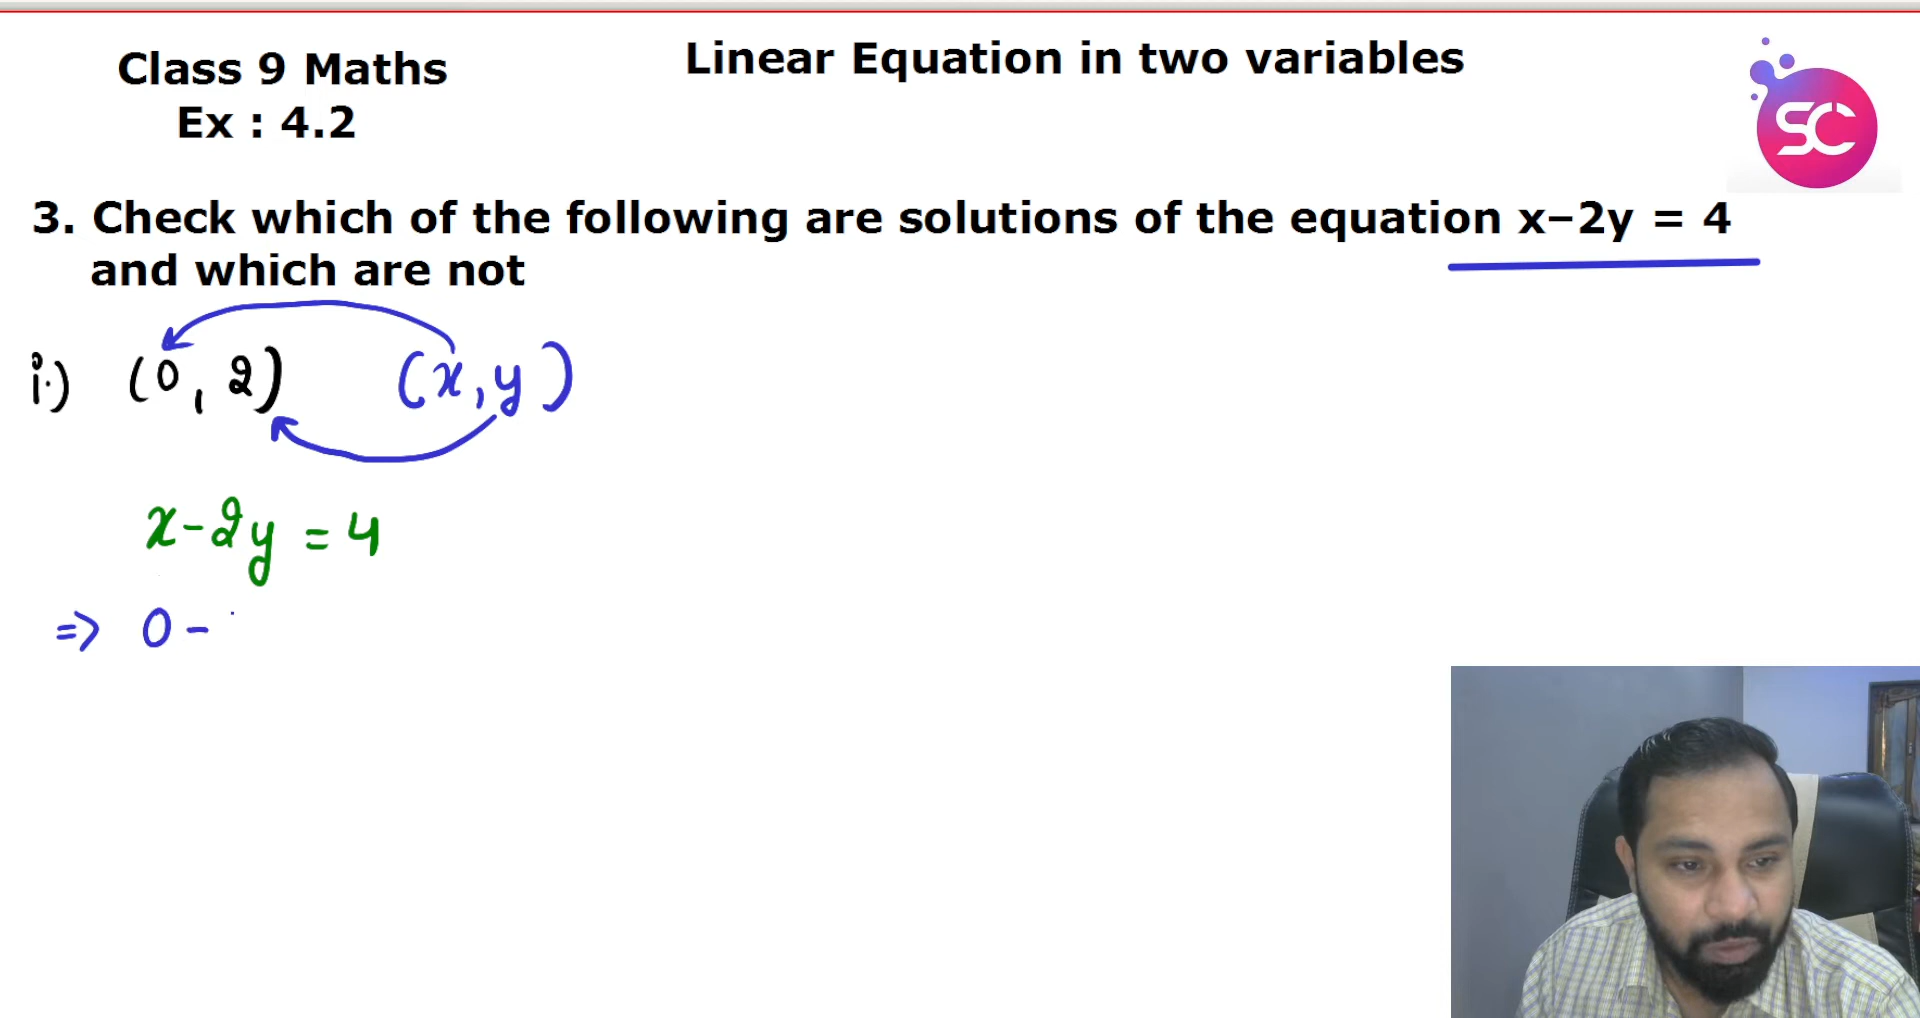 Class 9 Maths
Ex : 4.2
Linear Equation in two variables
SC
3. Check which of the following are solutions of the equation x–2y = 4
and which are not
i.) (0, 2) (x, y)
x - 2y = 4
=> 0 -